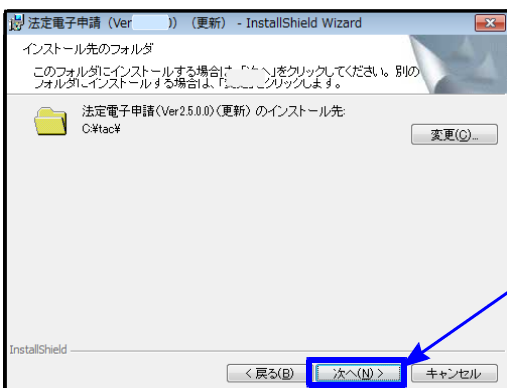 法定電子申請（Ver ））（更新） - InstallShield Wizard
インストール先のフォルダ
このフォルダにインストールする場合は をクリックしてください。別の
フォルダにインストールする場合は、 クリックします。
法定電子申請(Ver2.5.0.0)(更新) のインストール先:
C:¥tac¥
変更(C)...
InstallShield
< 戻る(B)
次へ(N) >
キャンセル